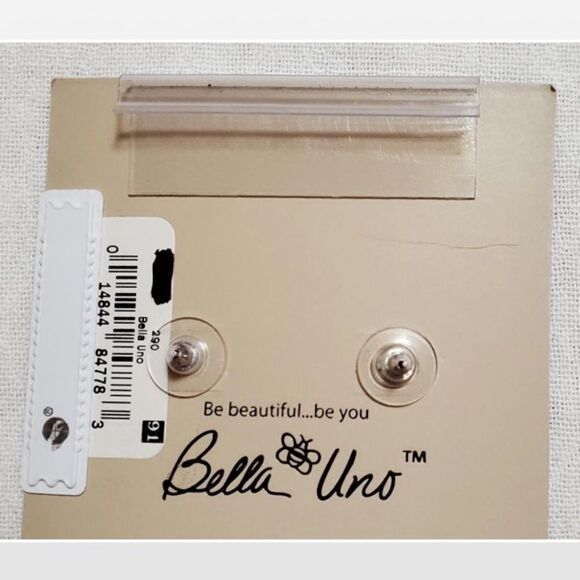 290
Bella Uno
0 14844 84778 3
91
®
Be beautiful...be you
Bella Uno™